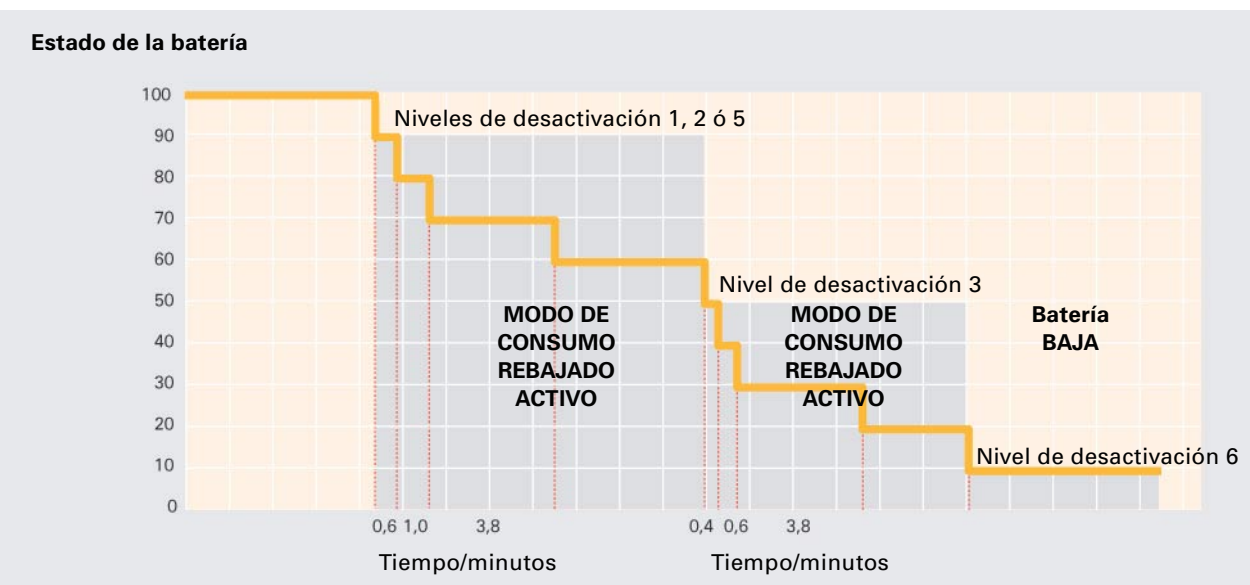 Estado de la batería
100
Niveles de desactivación 1, 2 ó 5
90
80
70
60
Nivel de desactivación 3
50
MODO DE
CONSUMO
REBAJADO
ACTIVO
MODO DE
CONSUMO
REBAJADO
ACTIVO
Batería
BAJA
40
30
20
Nivel de desactivación 6
10
0
0,6 1,0 3,8 0,4 0,6 3,8
Tiempo/minutos Tiempo/minutos